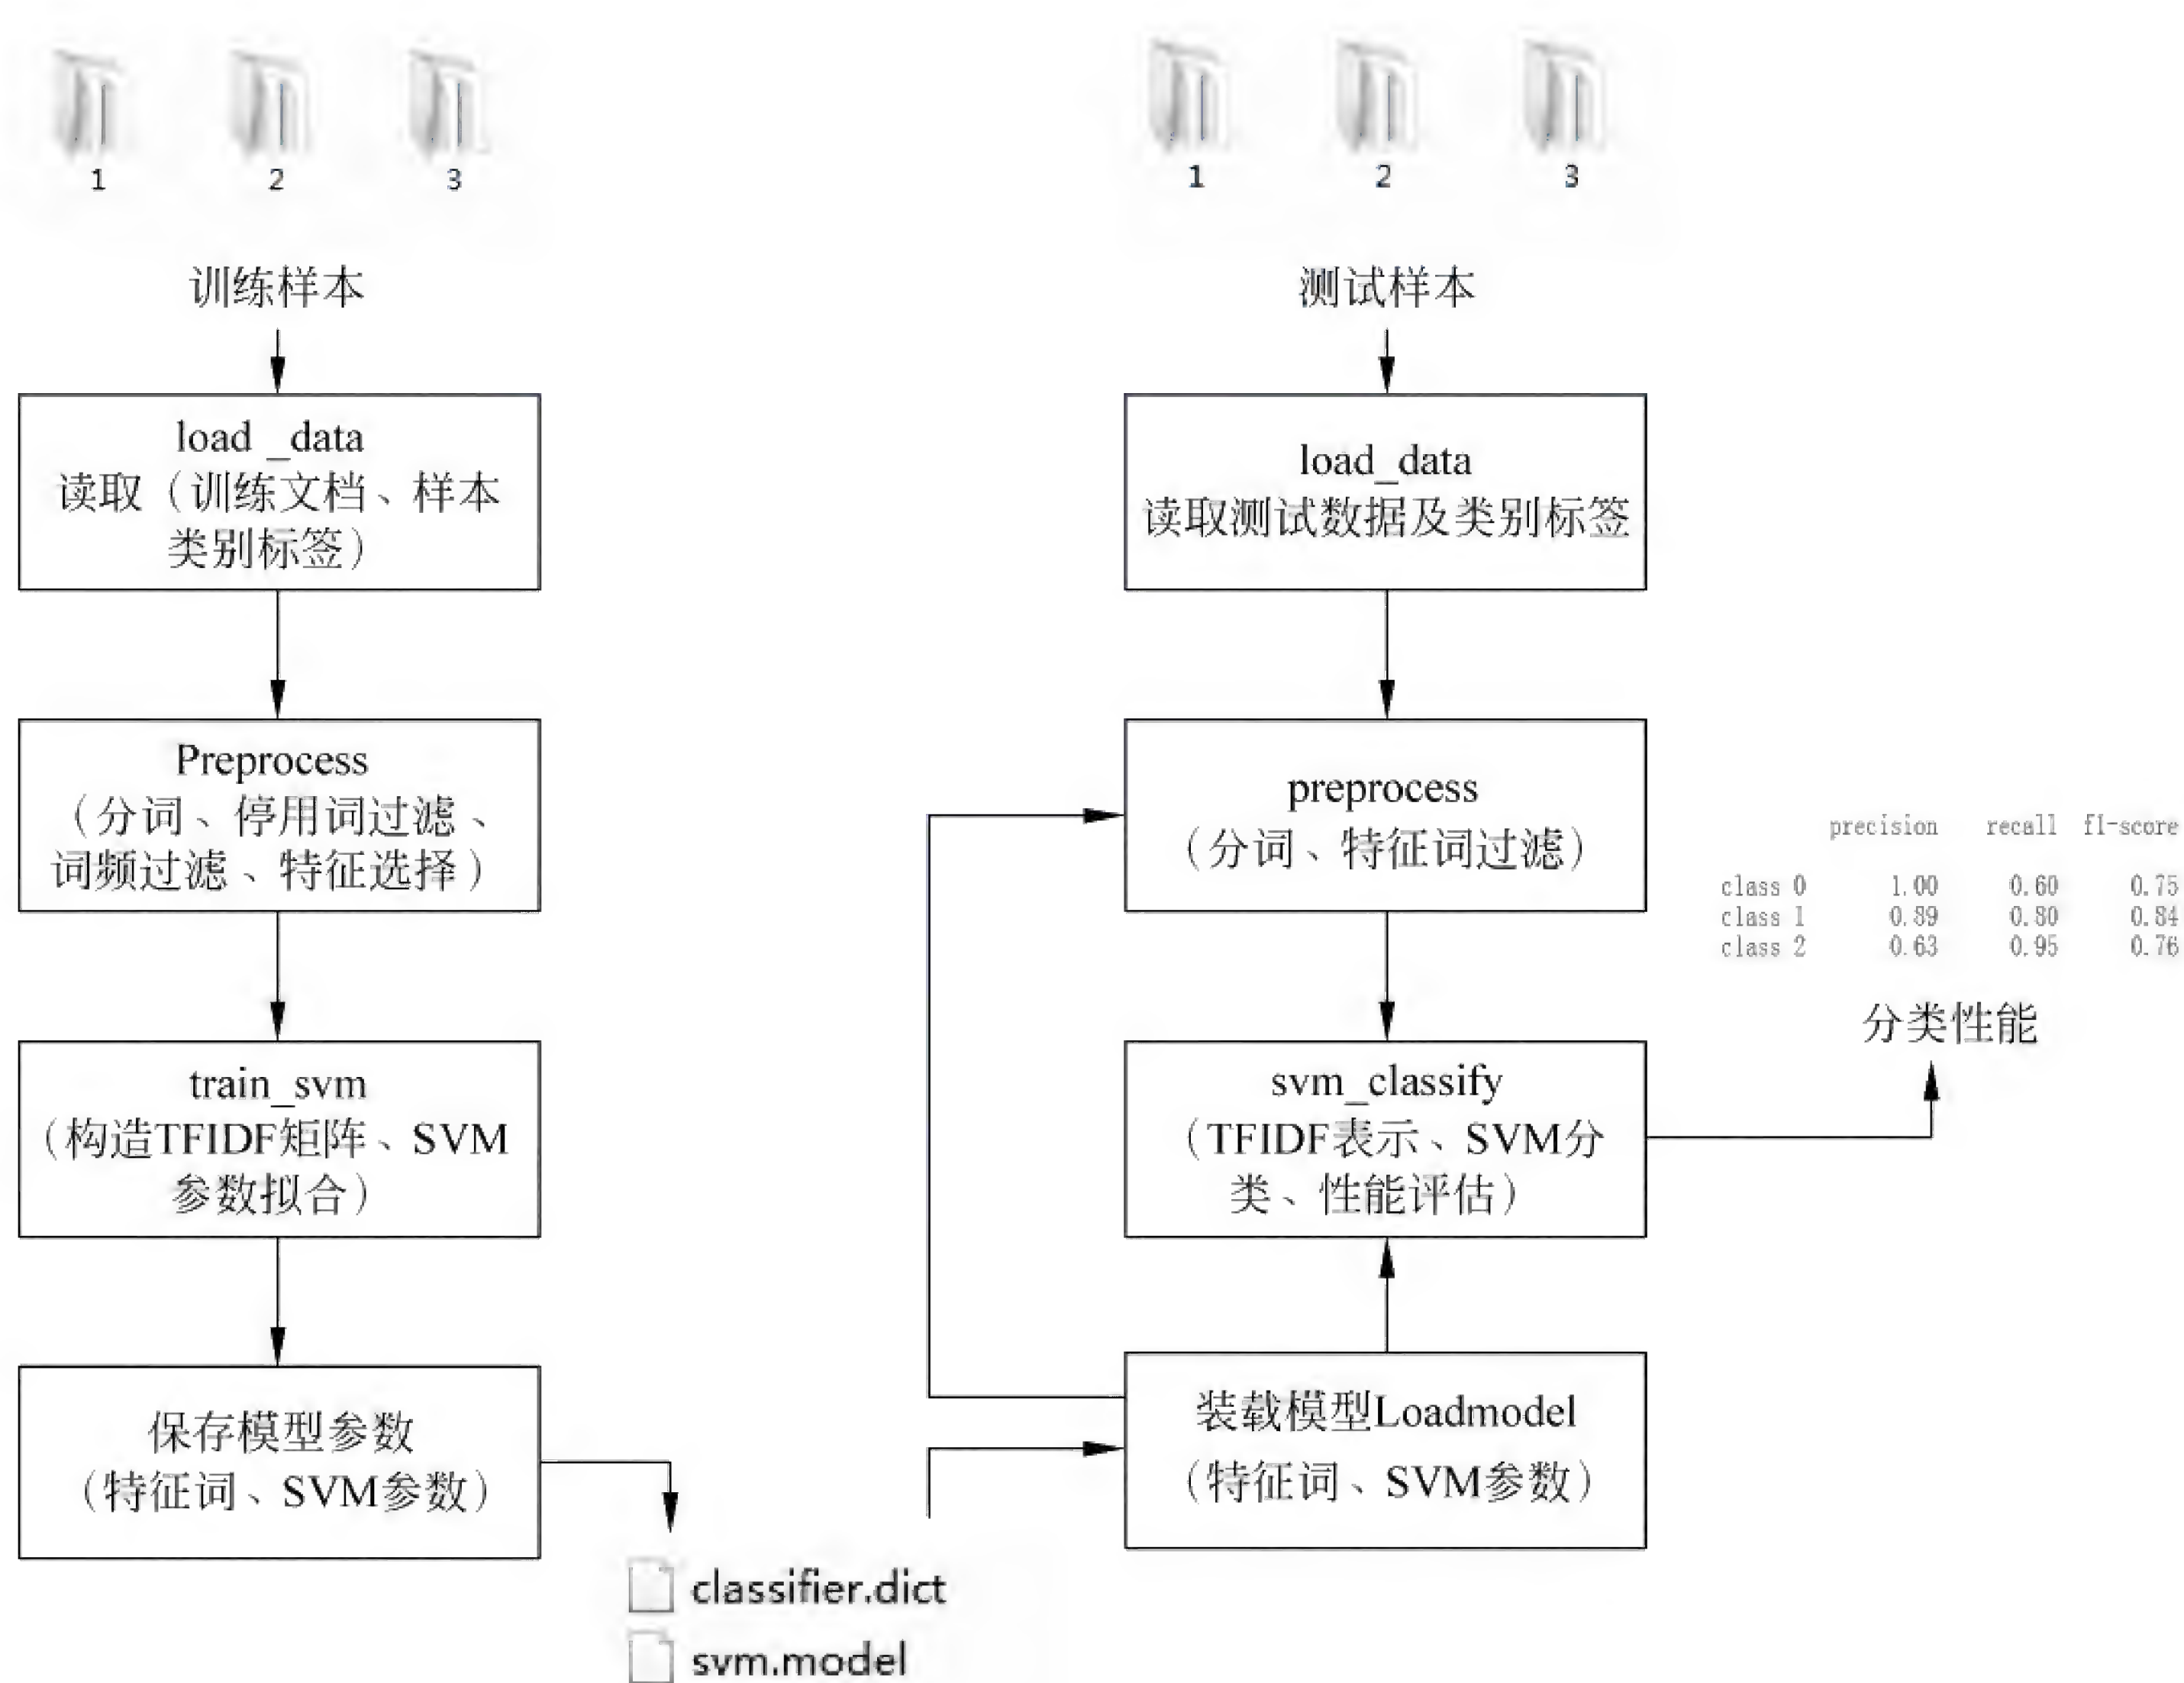 1 2 3
训练样本
load _data
读取（训练文档、样本
类别标签）
Preprocess
（分词、停用词过滤、
词频过滤、特征选择）
train_svm
（构造TFIDF矩阵、SVM
参数拟合）
保存模型参数
（特征词、SVM参数）
classifier.dict
svm.model
1 2 3
测试样本
load_data
读取测试数据及类别标签
preprocess
（分词、特征词过滤）
svm_classify
（TFIDF表示、SVM分
类、性能评估）
装载模型Loadmodel
（特征词、SVM参数）
precision recall f1-score
class 0 1.00 0.60 0.75
class 1 0.89 0.80 0.84
class 2 0.63 0.95 0.76
分类性能